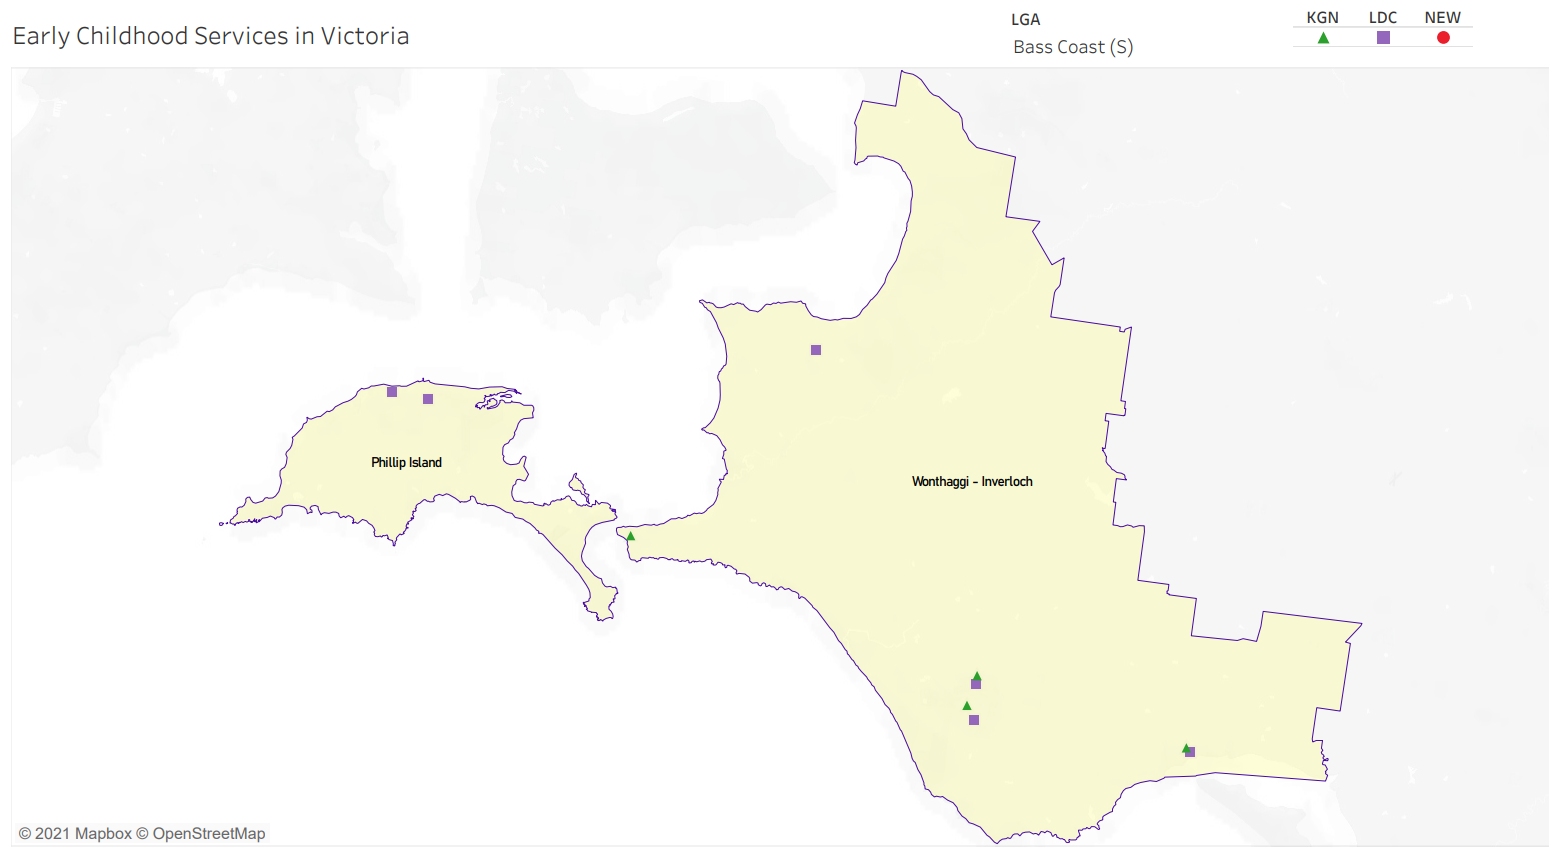 Early Childhood Services in Victoria
LGA
Bass Coast (S)
KGN LDC NEW
Phillip Island
Wonthaggi - Inverloch
© 2021 Mapbox © OpenStreetMap